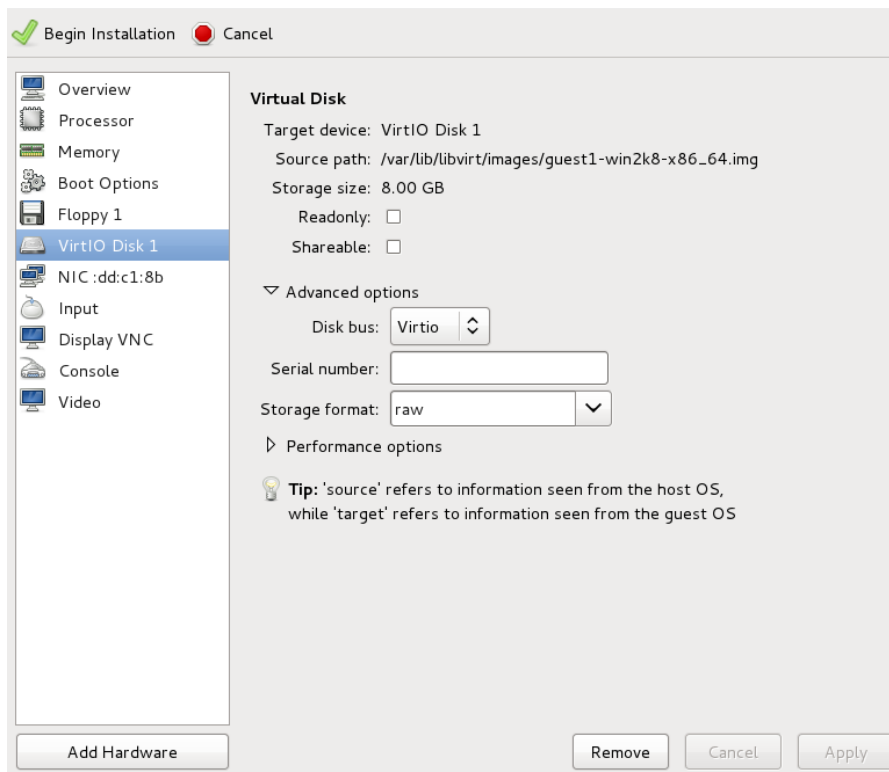 Begin Installation Cancel
Overview
Processor
Memory
Boot Options
Floppy 1
VirtIO Disk 1
NIC :dd:c1:8b
Input
Display VNC
Console
Video
Add Hardware
Virtual Disk
Target device: VirtIO Disk 1
Source path: /var/lib/libvirt/images/guest1-win2k8-x86_64.img
Storage size: 8.00 GB
Readonly:
Shareable:
Advanced options
Disk bus: Virtio
Serial number:
Storage format: raw
Performance options
Tip: 'source' refers to information seen from the host OS,
while 'target' refers to information seen from the guest OS
Remove Cancel Apply